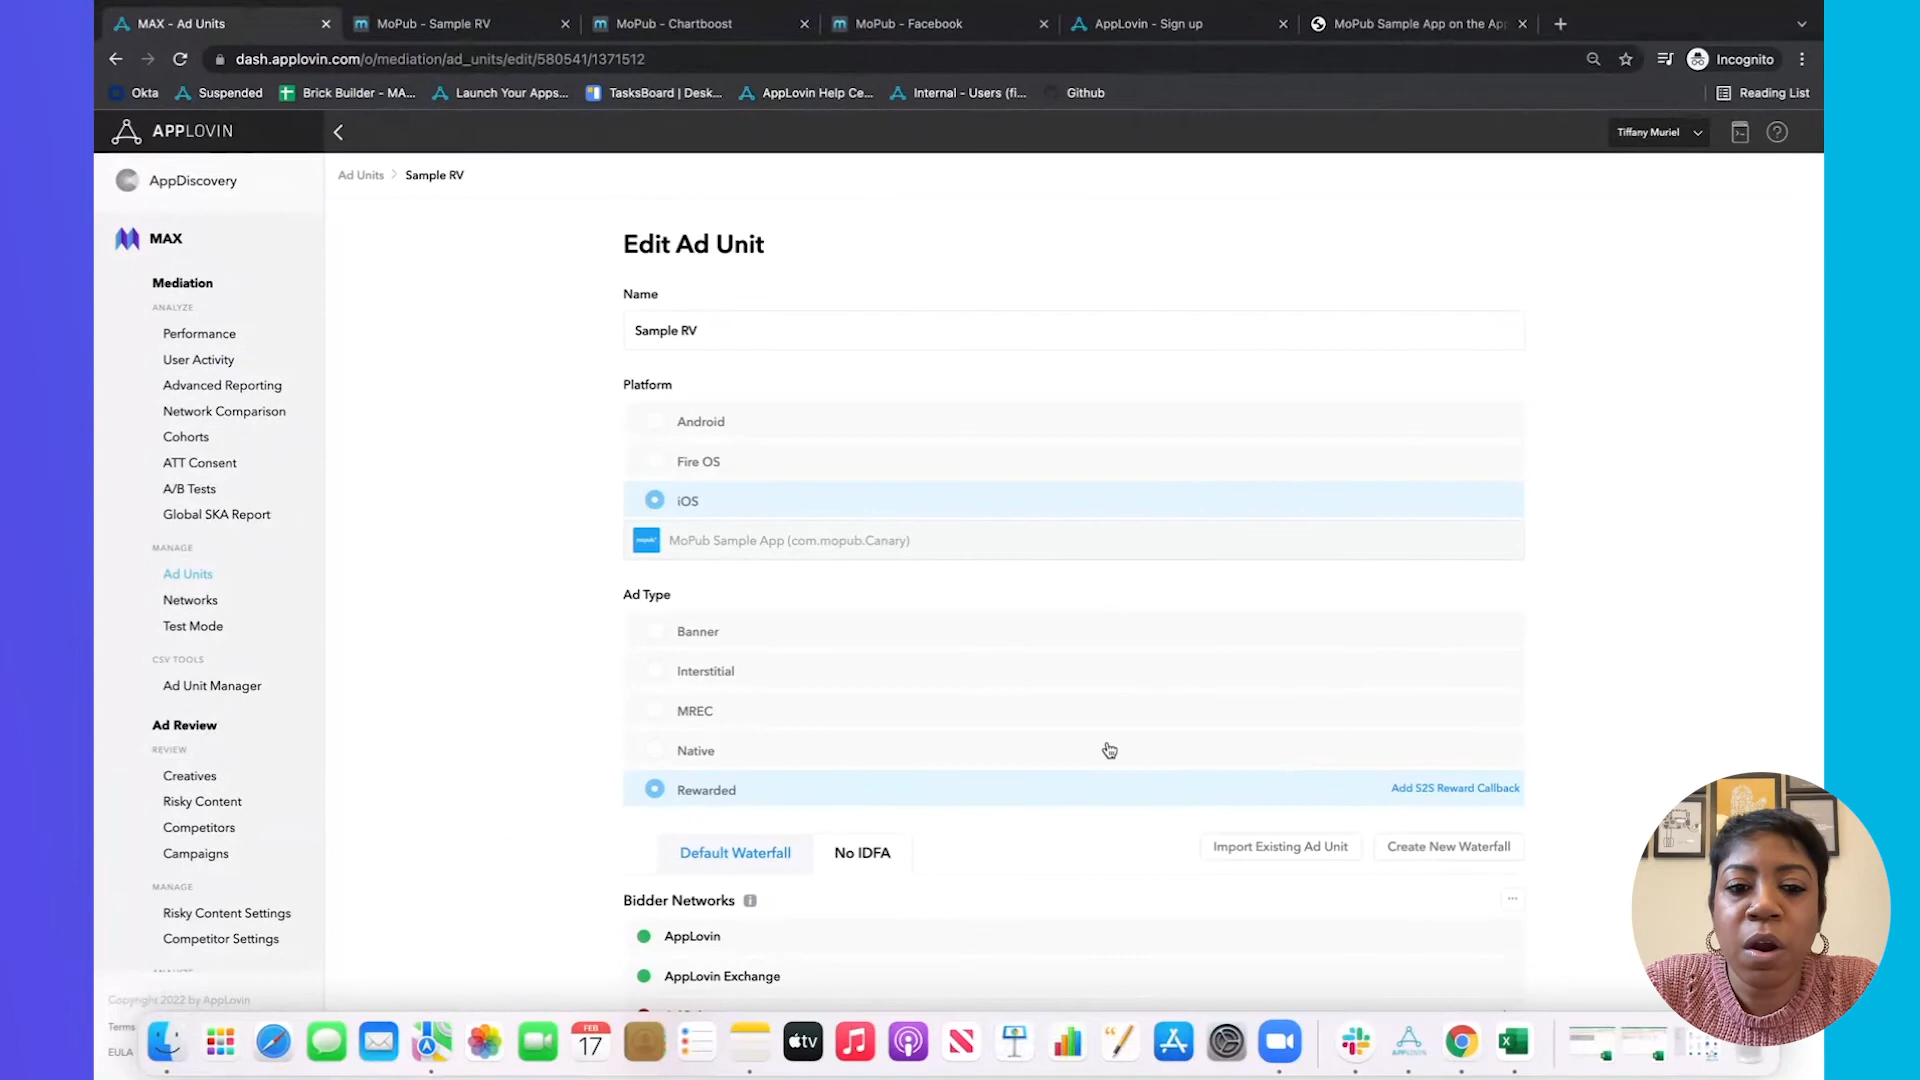 MAX - Ad Units
MoPub - Sample RV
MoPub - Chartboost
MoPub - Facebook
AppLovin - Sign up
MoPub Sample App on the Ap
dash.applovin.com/o/mediation/ad_units/edit/580541/1371512
Incognito
Okta
Suspended
Brick Builder - MA...
Launch Your Apps...
TasksBoard | Desk...
AppLovin Help Ce...
Internal - Users (fi...
Github
Reading List
APPLOVIN
Tiffany Muriel
AppDiscovery
MAX
Mediation
ANALYZE
Performance
User Activity
Advanced Reporting
Network Comparison
Cohorts
ATT Consent
A/B Tests
Global SKA Report
MANAGE
Ad Units
Networks
Test Mode
CSV TOOLS
Ad Unit Manager
Ad Review
REVIEW
Creatives
Risky Content
Competitors
Campaigns
MANAGE
Risky Content Settings
Competitor Settings
Copyright 2022 by AppLovin
Terms
EULA
Ad Units > Sample RV
Edit Ad Unit
Name
Sample RV
Platform
Android
Fire OS
iOS
MoPub Sample App (com.mopub.Canary)
Ad Type
Banner
Interstitial
MREC
Native
Rewarded
Add S2S Reward Callback
Default Waterfall
No IDFA
Import Existing Ad Unit
Create New Waterfall
Bidder Networks
AppLovin
AppLovin Exchange
FEB
17
tv
APPLOVIN